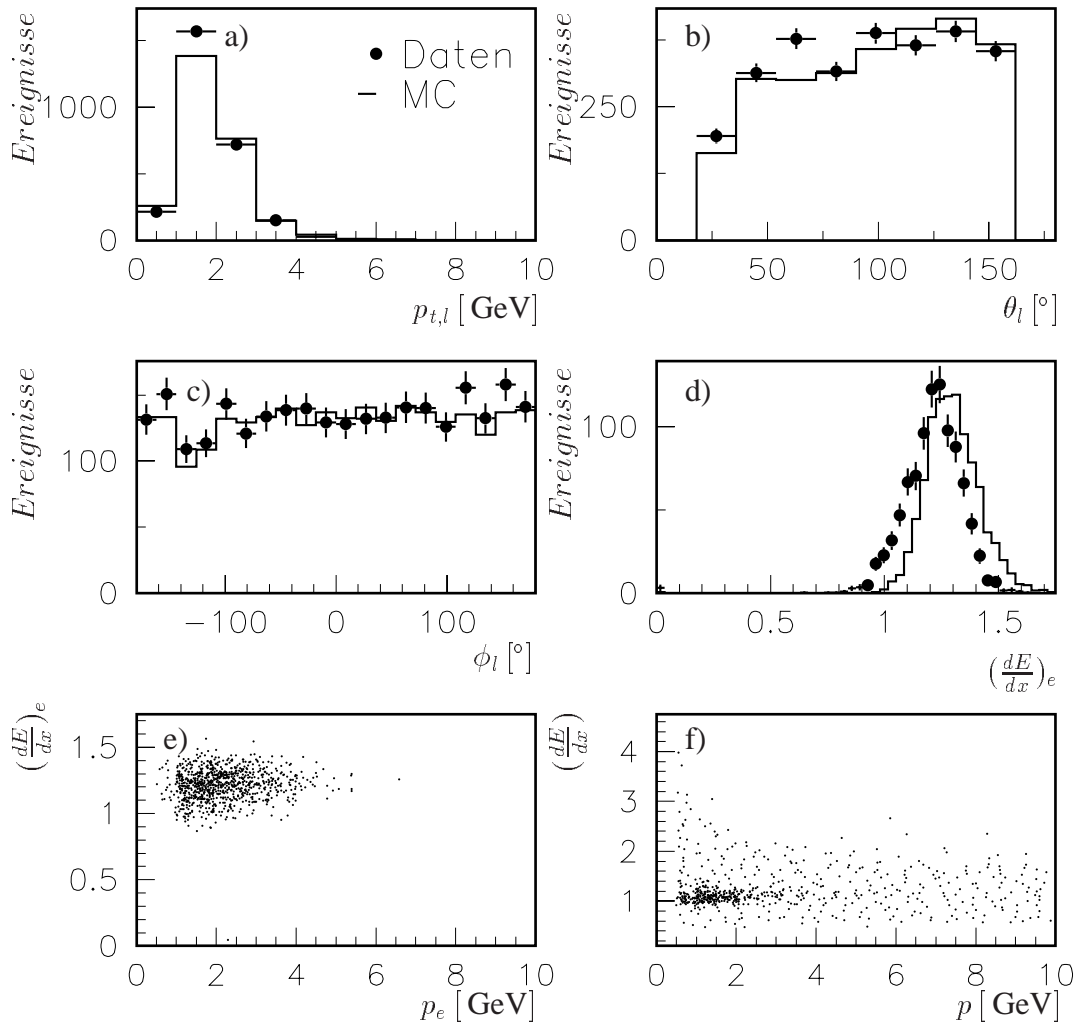 Ereignisse
a)
Daten
MC
1000
0
0 2 4 6 8 10
p_{t,l} [ GeV]
Ereignisse
b)
250
0
0 50 100 150
θ_l [°]
Ereignisse
c)
100
0
−100 0 100
ϕ_l [°]
Ereignisse
d)
100
0
0 0.5 1 1.5
(dE/dx)_e
(dE/dx)_e
e)
1.5
1
0.5
0
0 2 4 6 8 10
p_e [ GeV]
(dE/dx)
f)
4
3
2
1
0 2 4 6 8 10
p [ GeV]